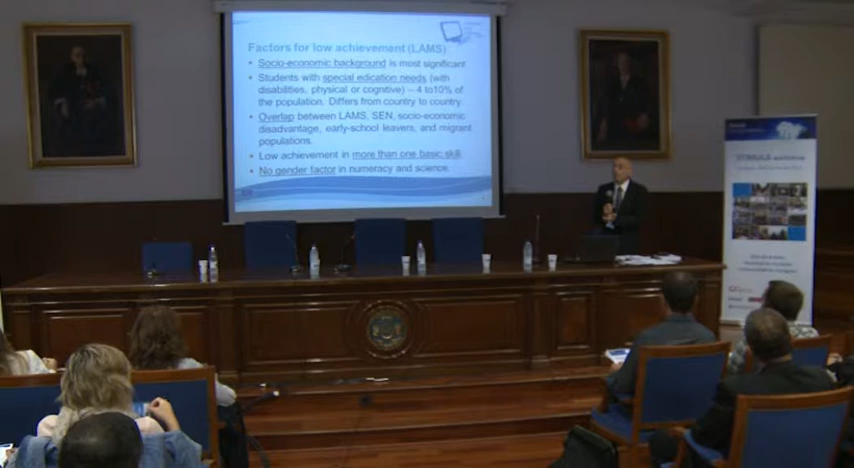 Factors for low achievement (LAMS)
• Socio-economic background is most significant
• Students with special edication needs (with
disabilities, physical or cognitive) – 4 to10% of
the population. Differs from country to country.
• Overlap between LAMS, SEN, socio-economic
disadvantage, early-school leavers, and migrant
populations.
• Low achievement in more than one basic skill.
• No gender factor in numeracy and science.